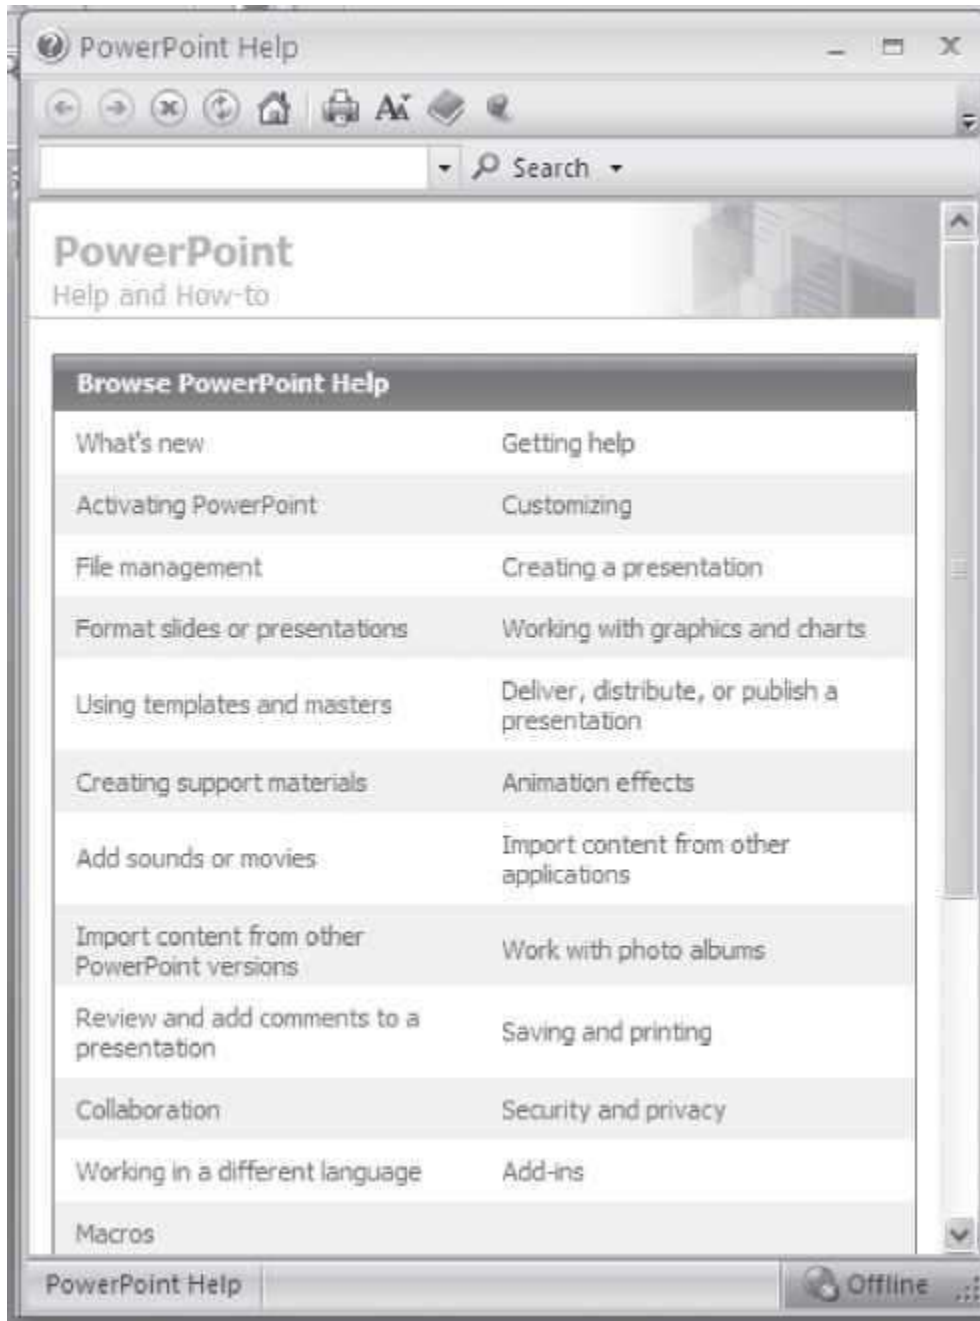 PowerPoint Help
Search
PowerPoint
Help and How-to
Browse PowerPoint Help
What's new
Getting help
Activating PowerPoint
Customizing
File management
Creating a presentation
Format slides or presentations
Working with graphics and charts
Using templates and masters
Deliver, distribute, or publish a
presentation
Creating support materials
Animation effects
Add sounds or movies
Import content from other
applications
Import content from other
PowerPoint versions
Work with photo albums
Review and add comments to a
presentation
Saving and printing
Collaboration
Security and privacy
Working in a different language
Add-ins
Macros
PowerPoint Help
Offline